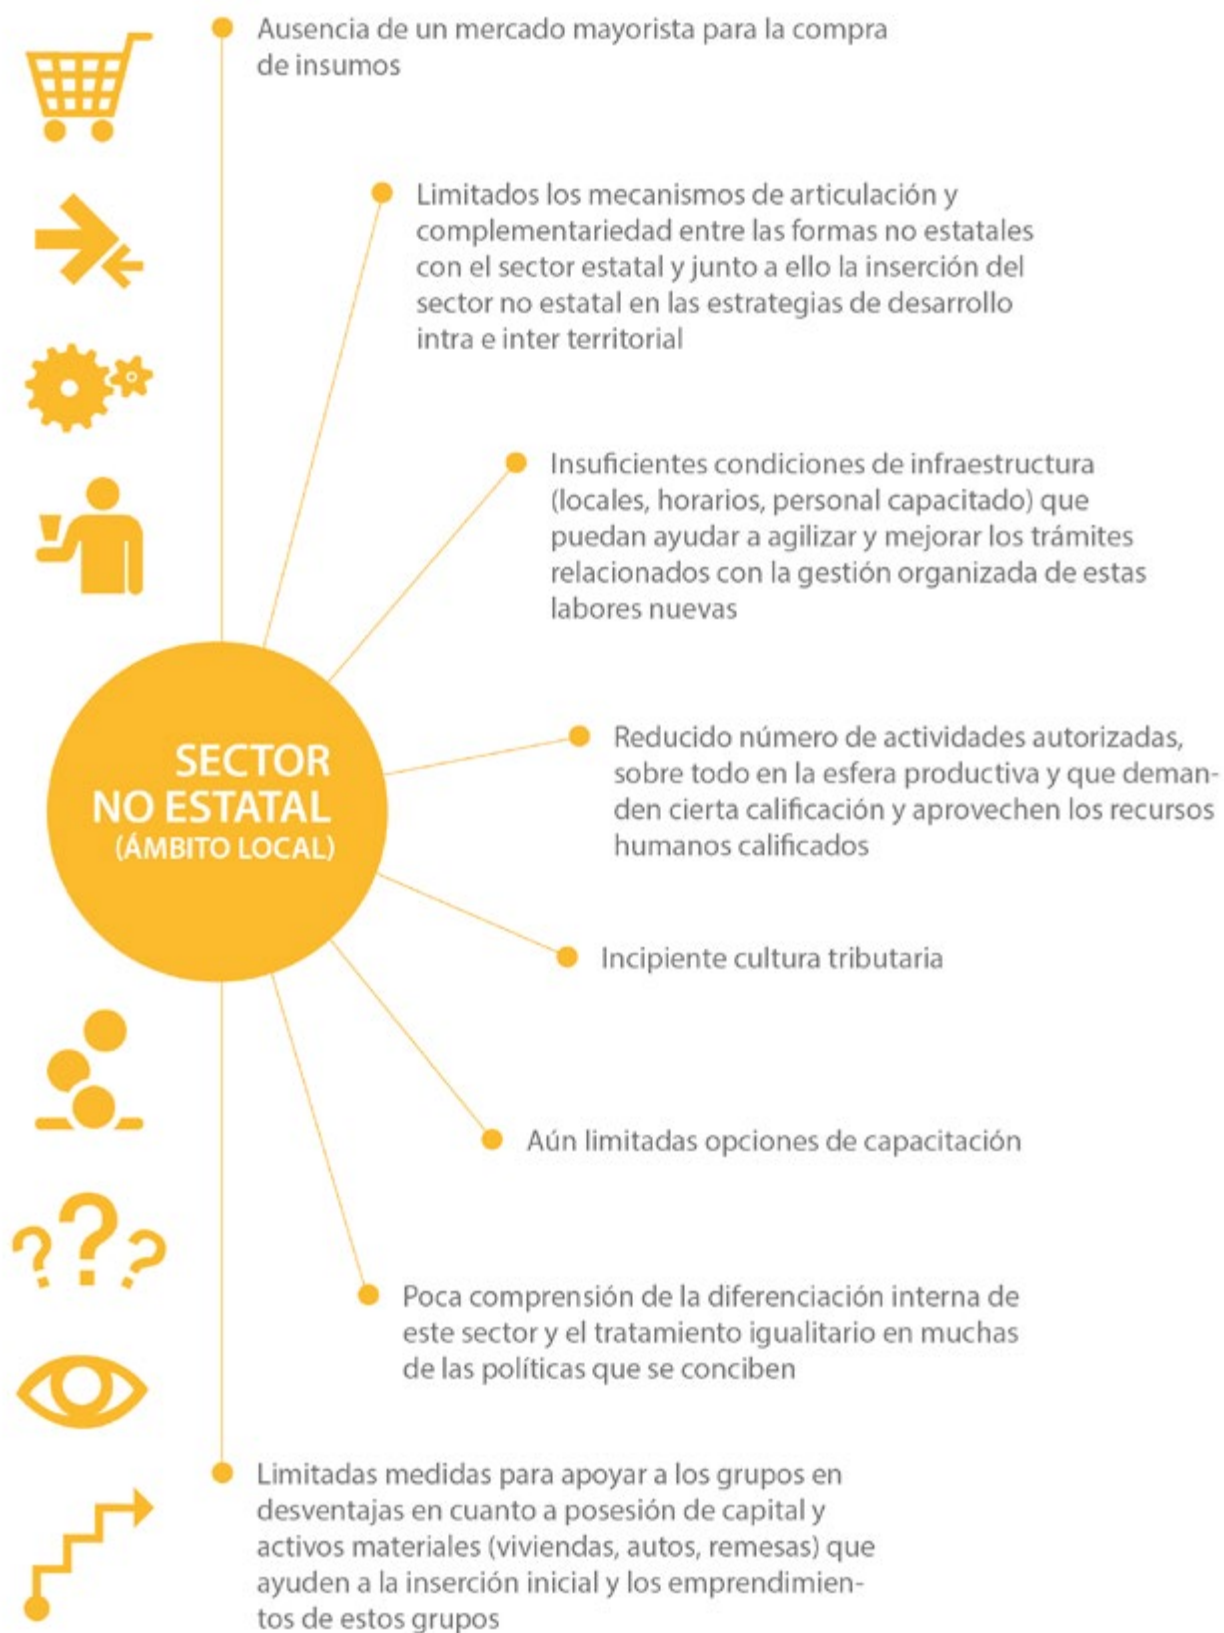 Ausencia de un mercado mayorista para la compra
de insumos
Limitados los mecanismos de articulación y
complementariedad entre las formas no estatales
con el sector estatal y junto a ello la inserción del
sector no estatal en las estrategias de desarrollo
intra e inter territorial
Insuficientes condiciones de infraestructura
(locales, horarios, personal capacitado) que
puedan ayudar a agilizar y mejorar los trámites
relacionados con la gestión organizada de estas
labores nuevas
SECTOR
NO ESTATAL
(ÁMBITO LOCAL)
Reducido número de actividades autorizadas,
sobre todo en la esfera productiva y que deman-
den cierta calificación y aprovechen los recursos
humanos calificados
Incipiente cultura tributaria
Aún limitadas opciones de capacitación
???
Poca comprensión de la diferenciación interna de
este sector y el tratamiento igualitario en muchas
de las políticas que se conciben
Limitadas medidas para apoyar a los grupos en
desventajas en cuanto a posesión de capital y
activos materiales (viviendas, autos, remesas) que
ayuden a la inserción inicial y los emprendimien-
tos de estos grupos